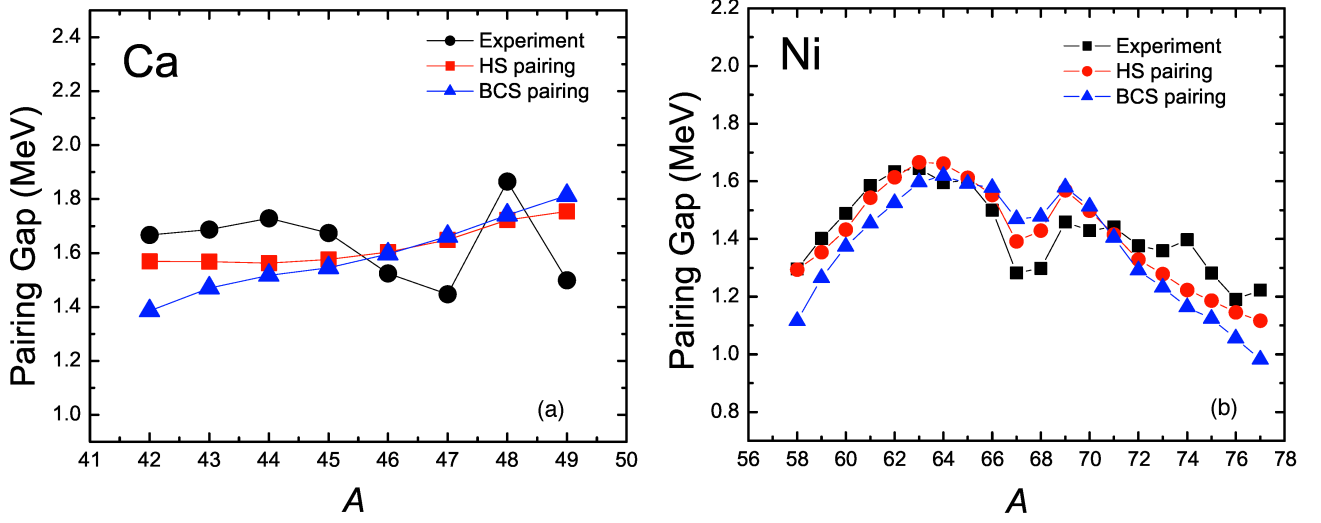 Ca
Experiment
HS pairing
BCS pairing
Pairing Gap (MeV)
2.4
2.2
2.0
1.8
1.6
1.4
1.2
1.0
(a)
41 42 43 44 45 46 47 48 49 50
A
Ni
Experiment
HS pairing
BCS pairing
Pairing Gap (MeV)
2.2
2.0
1.8
1.6
1.4
1.2
1.0
0.8
(b)
56 58 60 62 64 66 68 70 72 74 76 78
A